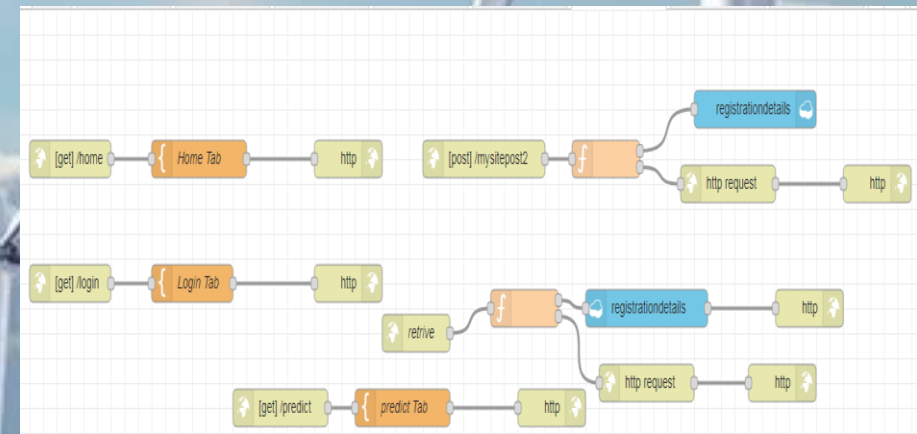 registrationdetails
[get] /home
Home Tab
http
[post] /mysitepost2
http request
http
[get] /login
Login Tab
http
registrationdetails
http
retrive
http request
http
[get] /predict
predict Tab
http